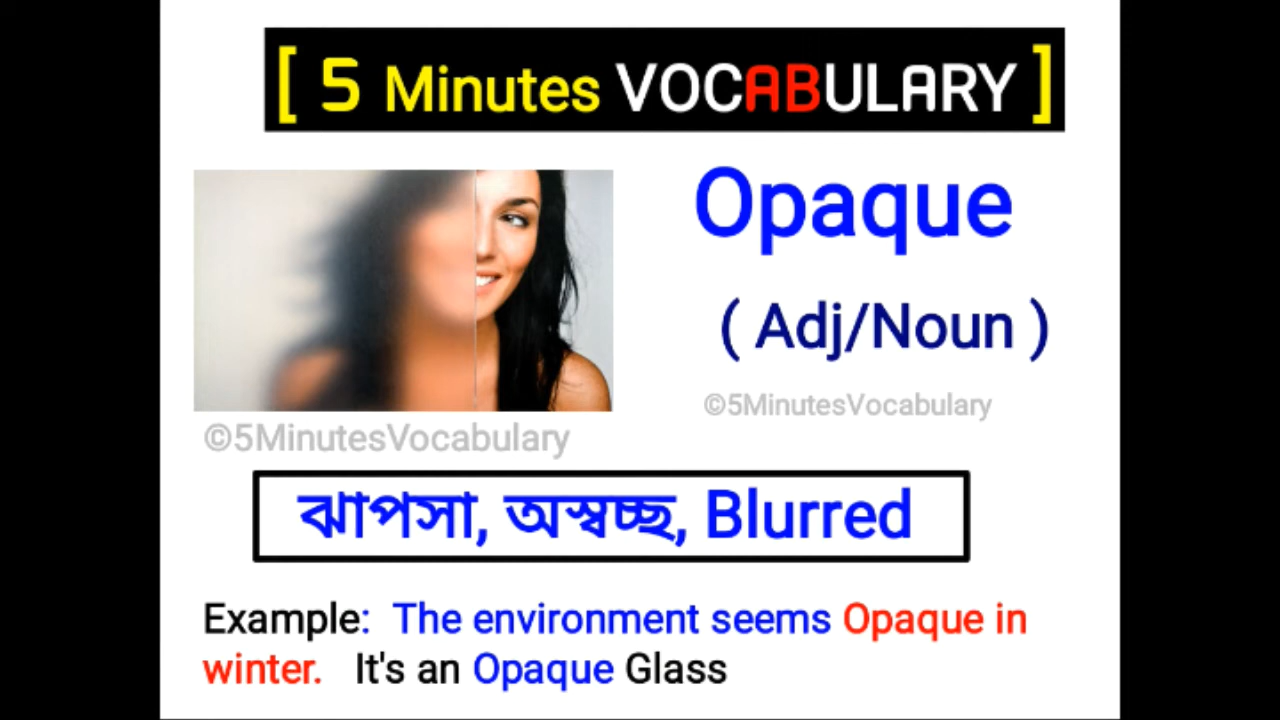 [ 5 Minutes VOCABULARY ]
Opaque
( Adj/Noun )
©5MinutesVocabulary
©5MinutesVocabulary
ঝাপসা, অস্বচ্ছ, Blurred
Example: The environment seems Opaque in
winter. It's an Opaque Glass